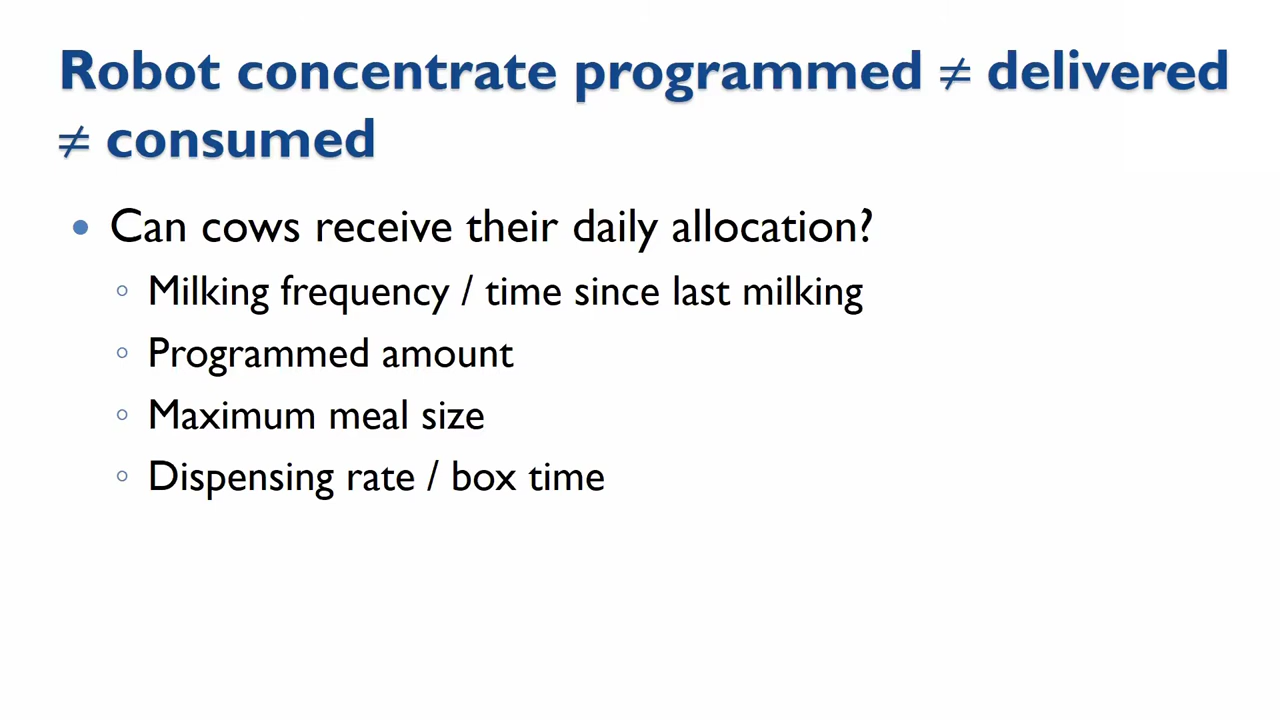 Robot concentrate programmed ≠ delivered
≠ consumed
• Can cows receive their daily allocation?
◦ Milking frequency / time since last milking
◦ Programmed amount
◦ Maximum meal size
◦ Dispensing rate / box time